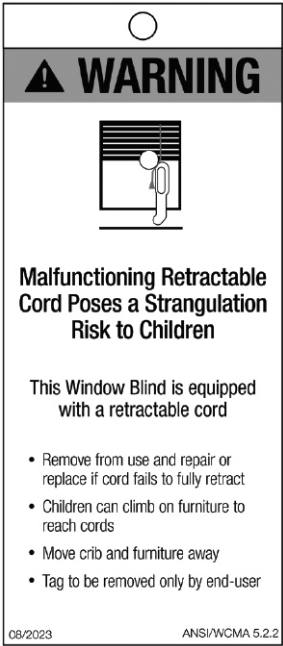 WARNING
Malfunctioning Retractable
Cord Poses a Strangulation
Risk to Children
This Window Blind is equipped
with a retractable cord
• Remove from use and repair or
replace if cord fails to fully retract
• Children can climb on furniture to
reach cords
• Move crib and furniture away
• Tag to be removed only by end-user
08/2023 ANSI/WCMA 5.2.2